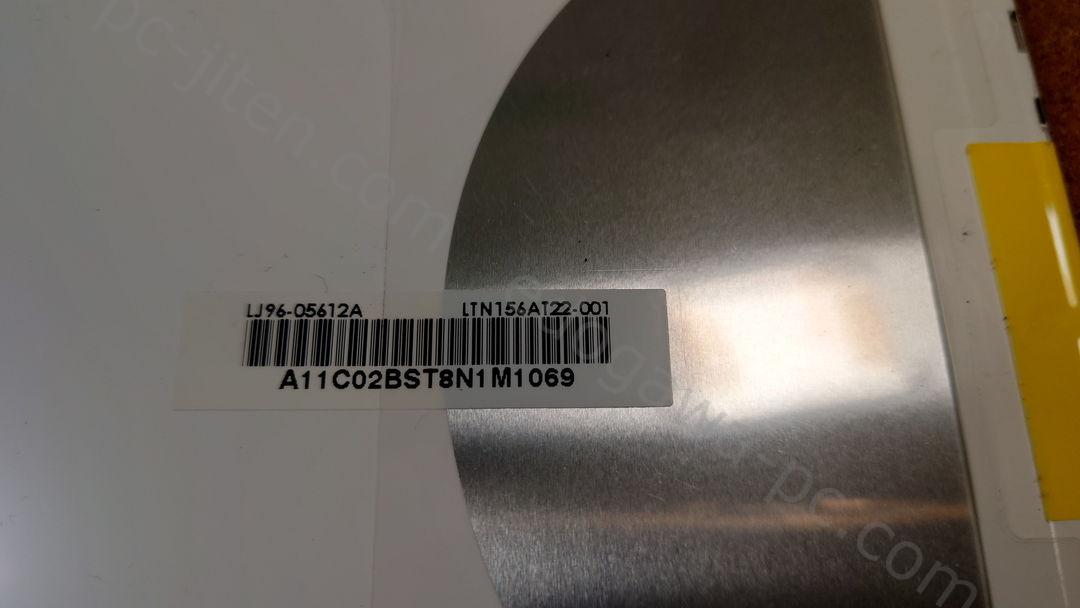 pc-jiten.com
LJ96-05612A LTN156AT22-001
A11C02BST8N1M1069